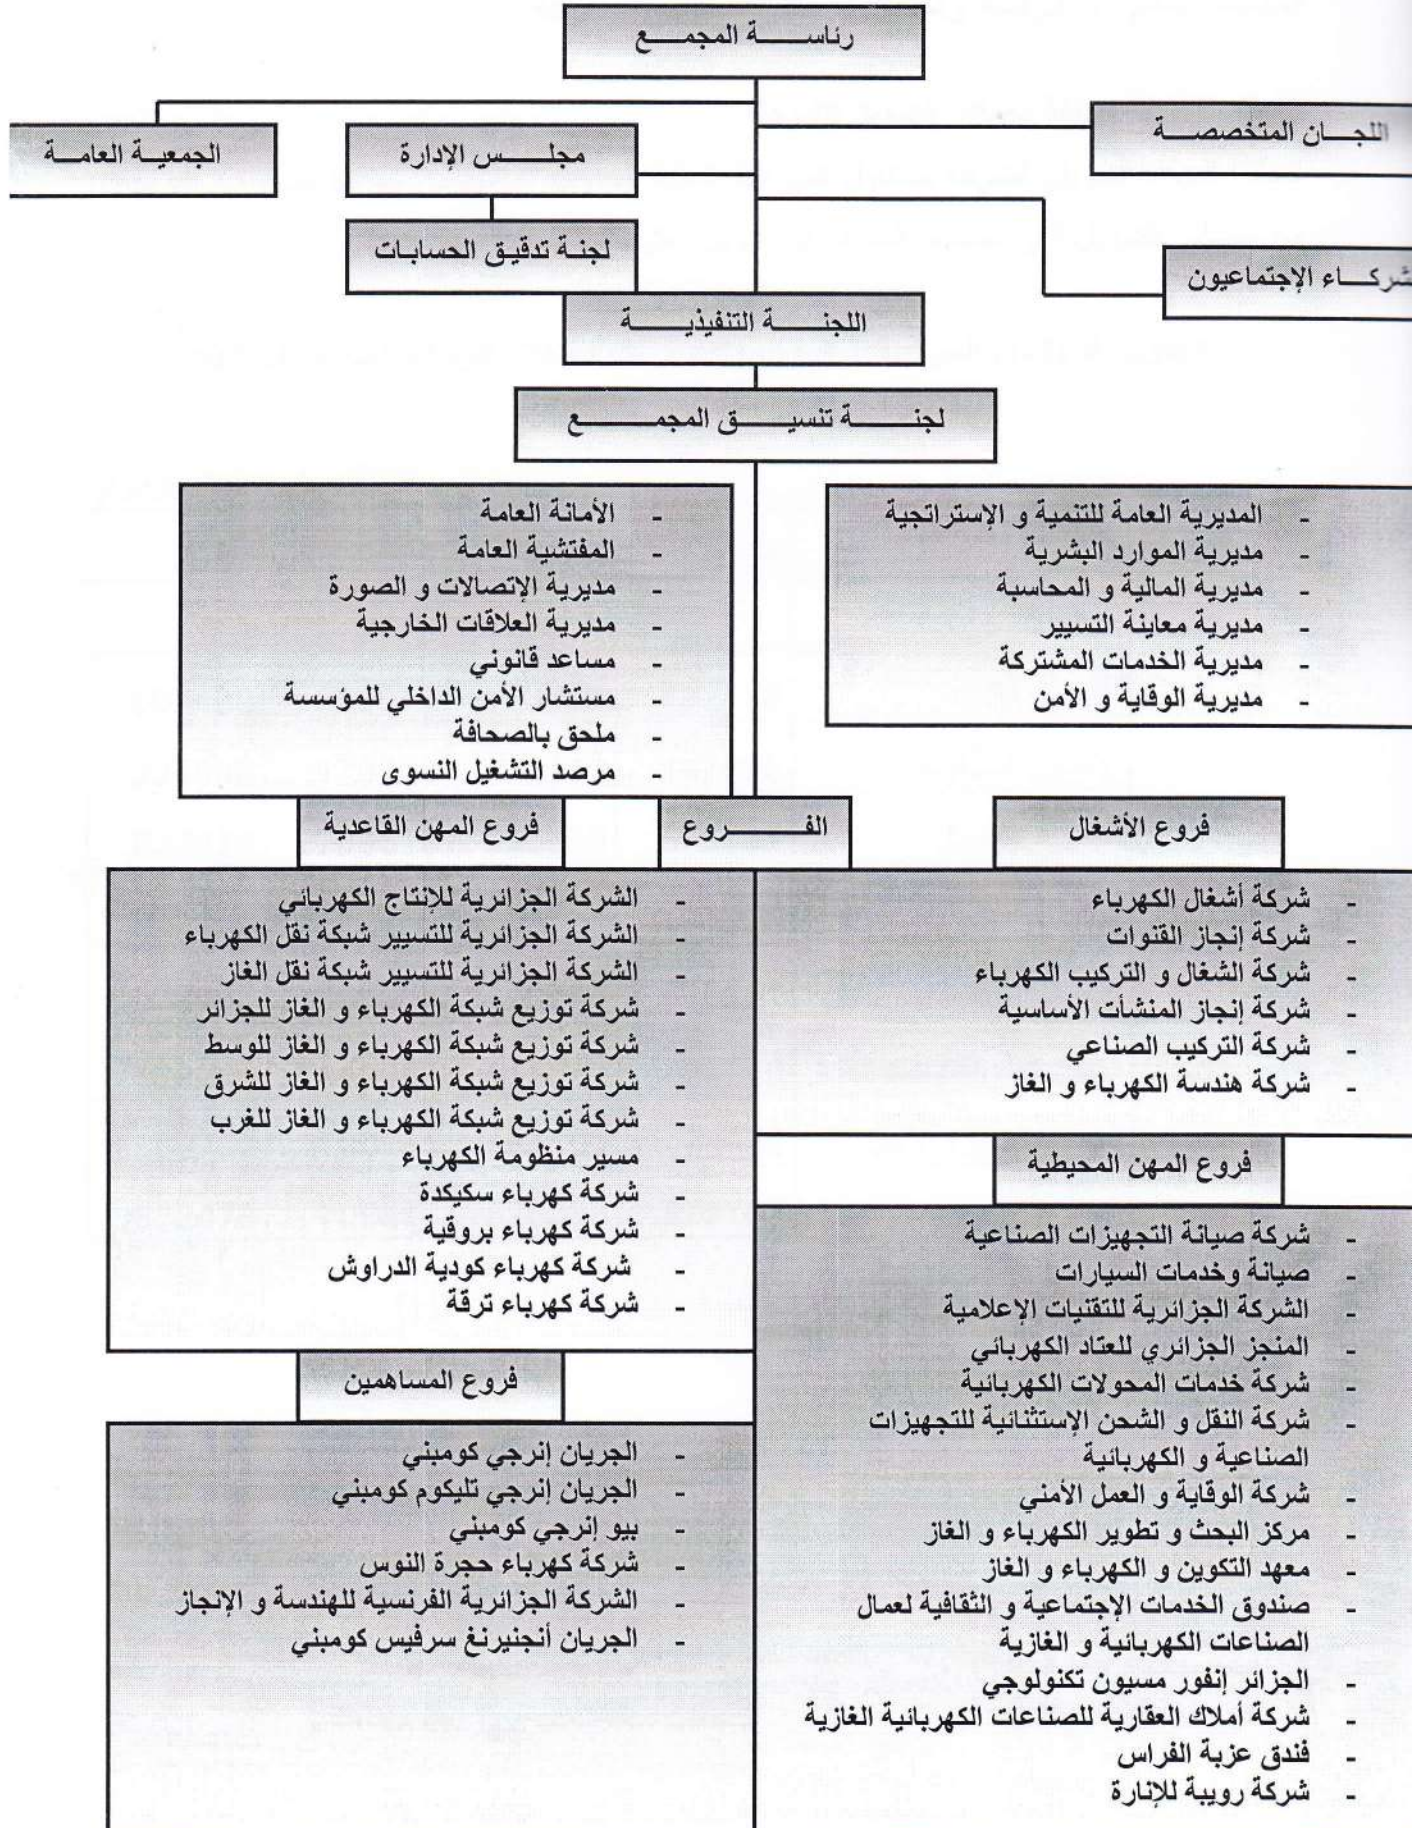 رئاسة المجمع
اللجان المتخصصة
مجلس الإدارة
الجمعية العامة
لجنة تدقيق الحسابات
شركاء الإجتماعيون
اللجنة التنفيذية
لجنة تنسيق المجمع
- المديرية العامة للتنمية و الإستراتجية
- مديرية الموارد البشرية
- مديرية المالية و المحاسبة
- مديرية معاينة التسيير
- مديرية الخدمات المشتركة
- مديرية الوقاية و الأمن
- الأمانة العامة
- المفتشية العامة
- مديرية الإتصالات و الصورة
- مديرية العلاقات الخارجية
- مساعد قانوني
- مستشار الأمن الداخلي للمؤسسة
- ملحق بالصحافة
- مرصد التشغيل النسوى
الفروع
فروع الأشغال
- شركة أشغال الكهرباء
- شركة إنجاز القنوات
- شركة الشغال و التركيب الكهرباء
- شركة إنجاز المنشأت الأساسية
- شركة التركيب الصناعي
- شركة هندسة الكهرباء و الغاز
فروع المهن المحيطية
- شركة صيانة التجهيزات الصناعية
- صيانة وخدمات السيارات
- الشركة الجزائرية للتقنيات الإعلامية
- المنجز الجزائري للعتاد الكهربائي
- شركة خدمات المحولات الكهربائية
- شركة النقل و الشحن الإستثنائية للتجهيزات
الصناعية و الكهربائية
- شركة الوقاية و العمل الأمني
- مركز البحث و تطوير الكهرباء و الغاز
- معهد التكوين و الكهرباء و الغاز
- صندوق الخدمات الإجتماعية و الثقافية لعمال
الصناعات الكهربائية و الغازية
- الجزائر إنفور مسيون تكنولوجي
- شركة أملاك العقارية للصناعات الكهربائية الغازية
- فندق عزبة الفراس
- شركة رويبة للإنارة
فروع المهن القاعدية
- الشركة الجزائرية للإنتاج الكهربائي
- الشركة الجزائرية للتسيير شبكة نقل الكهرباء
- الشركة الجزائرية للتسيير شبكة نقل الغاز
- شركة توزيع شبكة الكهرباء و الغاز للجزائر
- شركة توزيع شبكة الكهرباء و الغاز للوسط
- شركة توزيع شبكة الكهرباء و الغاز للشرق
- شركة توزيع شبكة الكهرباء و الغاز للغرب
- مسير منظومة الكهرباء
- شركة كهرباء سكيكدة
- شركة كهرباء بروقية
- شركة كهرباء كودية الدراوش
- شركة كهرباء ترقة
فروع المساهمين
- الجريان إنرجي كومبني
- الجريان إنرجي تليكوم كومبني
- بيو إنرجي كومبني
- شركة كهرباء حجرة النوس
- الشركة الجزائرية الفرنسية للهندسة و الإنجاز
- الجريان أنجنيرنغ سرفيس كومبني